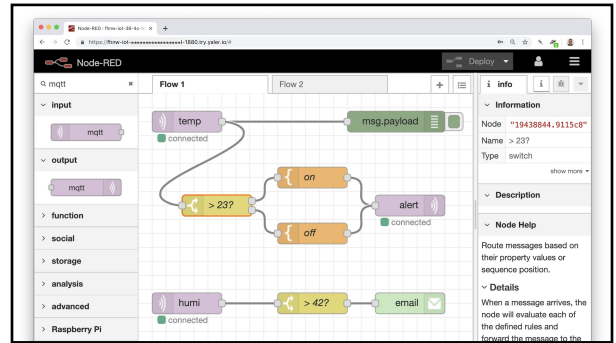 Node-RED : fhnw-iot-36-4c-5
https://fhnw-iot-••••••••••••••••l-1880.try.yaler.io/#
Node-RED
Deploy
mqtt
input
mqtt
output
mqtt
function
social
storage
analysis
advanced
Raspberry Pi
Flow 1
Flow 2
temp
connected
msg.payload
> 23?
on
off
alert
connected
humi
connected
> 42?
email
i info
i
Information
Node "19438844.9115c8"
Name > 23?
Type switch
show more
Description
Node Help
Route messages based on
their property values or
sequence position.
Details
When a message arrives, the
node will evaluate each of
the defined rules and
forward the message to the